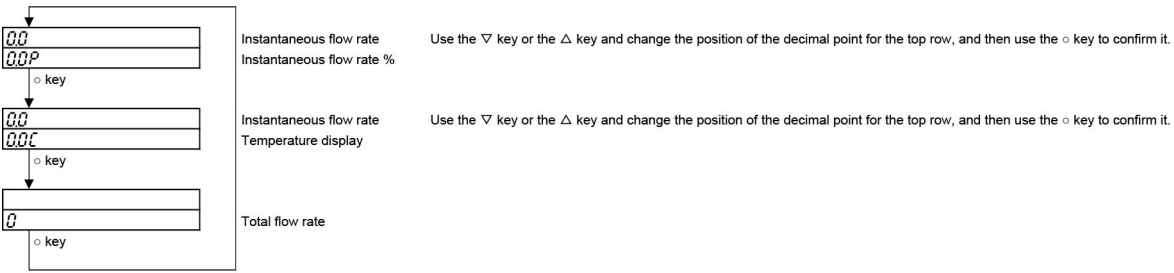 0.0 Instantaneous flow rate Use the ▽ key or the △ key and change the position of the decimal point for the top row, and then use the ○ key to confirm it.
0.0P Instantaneous flow rate %
○ key
0.0 Instantaneous flow rate Use the ▽ key or the △ key and change the position of the decimal point for the top row, and then use the ○ key to confirm it.
0.0C Temperature display
○ key
0 Total flow rate
○ key